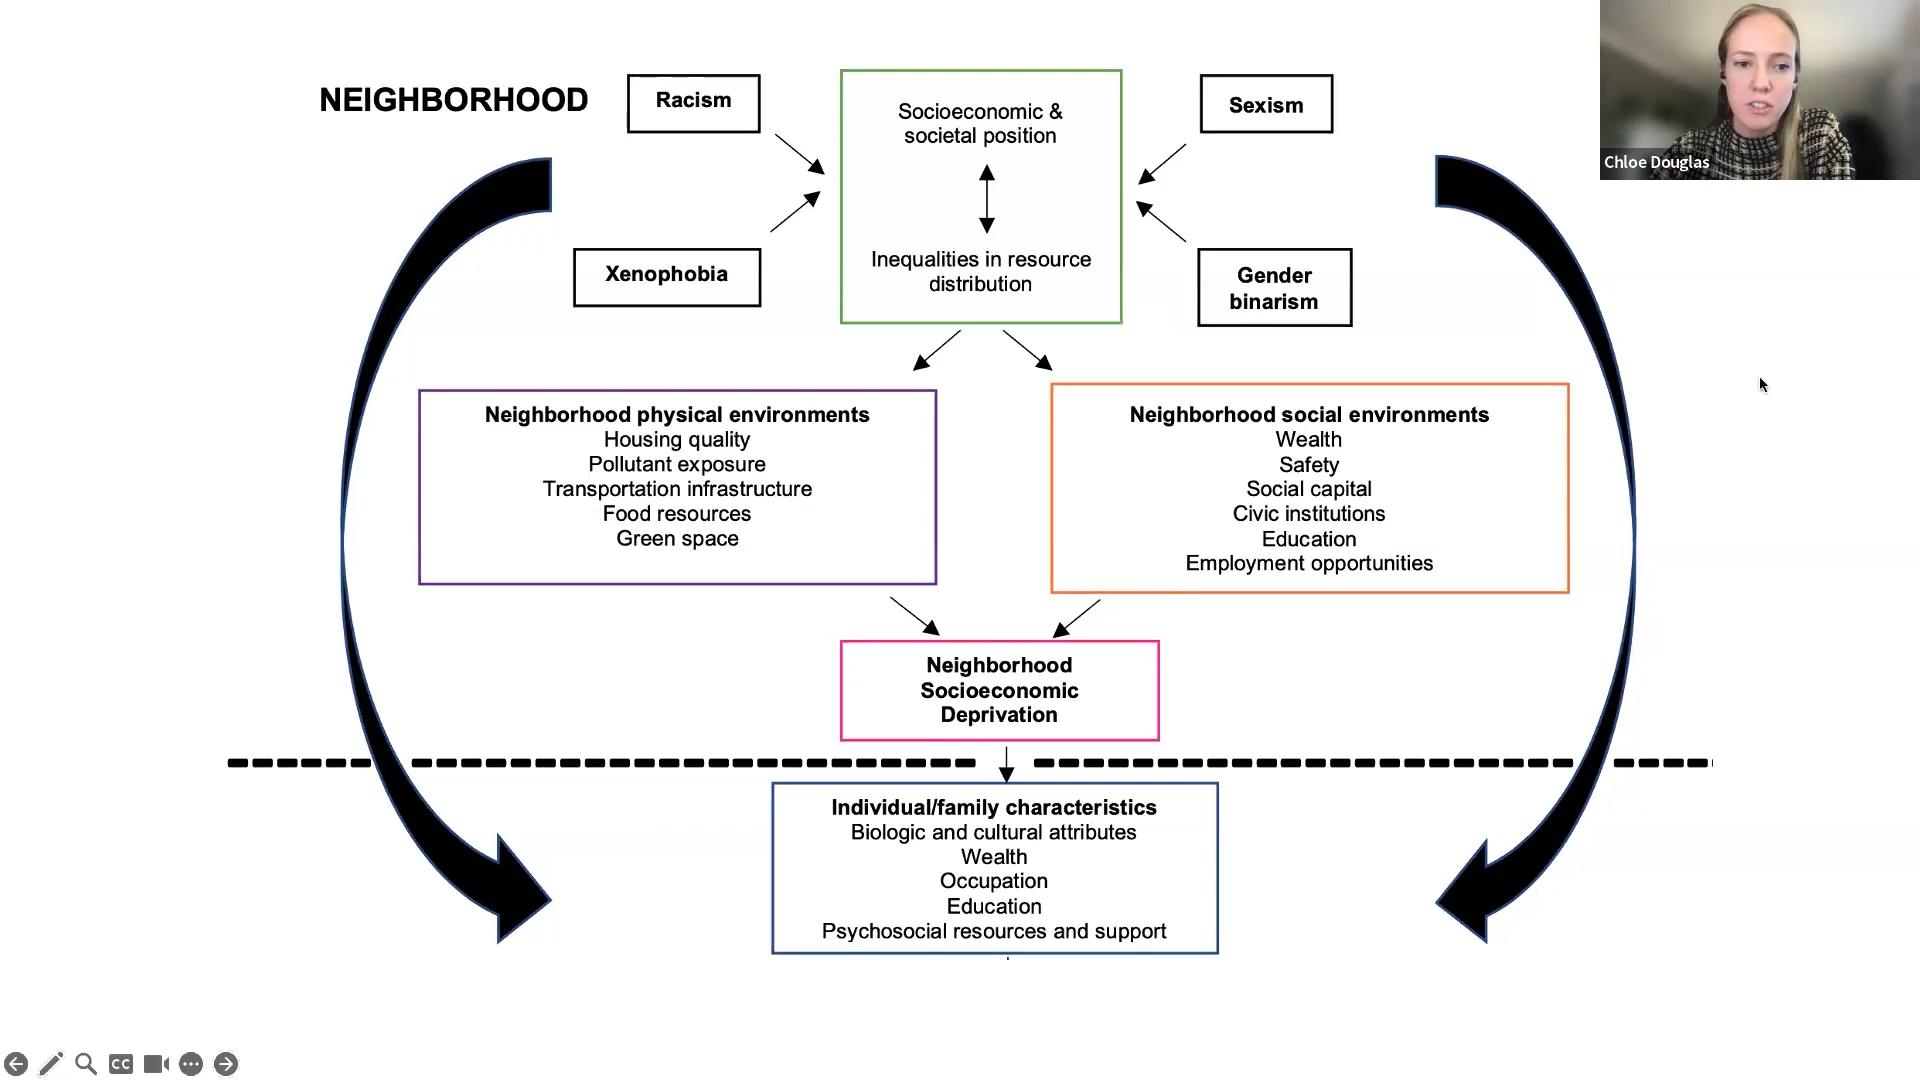 NEIGHBORHOOD
Racism
Xenophobia
Socioeconomic &
societal position
Inequalities in resource
distribution
Sexism
Gender
binarism
Chloe Douglas
Neighborhood physical environments
Housing quality
Pollutant exposure
Transportation infrastructure
Food resources
Green space
Neighborhood social environments
Wealth
Safety
Social capital
Civic institutions
Education
Employment opportunities
Neighborhood
Socioeconomic
Deprivation
Individual/family characteristics
Biologic and cultural attributes
Wealth
Occupation
Education
Psychosocial resources and support
CC